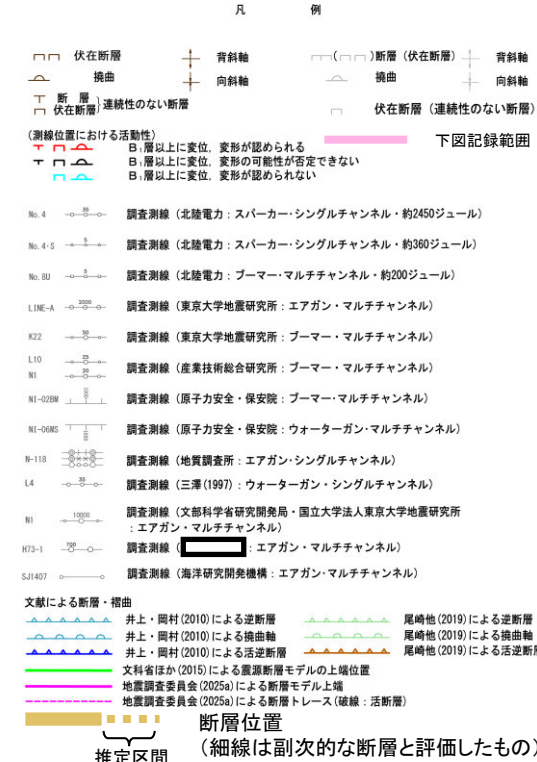 凡 例
伏在断層 背斜軸 (   )断層 (伏在断層) 背斜軸
撓曲 向斜軸 撓曲 向斜軸
断 層
伏在断層 }連続性のない断層 伏在断層 (連続性のない断層)
(測線位置における活動性) 下図記録範囲
B1層以上に変位, 変形が認められる
B1層以上に変位, 変形の可能性が否定できない
B1層以上に変位, 変形が認められない
No.4 30 調査測線 (北陸電力:スパーカー・シングルチャンネル・約2450ジュール)
No.4・S 5 調査測線 (北陸電力:スパーカー・シングルチャンネル・約360ジュール)
No.8U 5 調査測線 (北陸電力:ブーマー・マルチチャンネル・約200ジュール)
LINE-A 2000 調査測線 (東京大学地震研究所:エアガン・マルチチャンネル)
K22 50 調査測線 (東京大学地震研究所:ブーマー・マルチチャンネル)
L10 25
N1 20 調査測線 (産業技術総合研究所:ブーマー・マルチチャンネル)
NI-02BM 調査測線 (原子力安全・保安院:ブーマー・マルチチャンネル)
NI-06MS 調査測線 (原子力安全・保安院:ウォーターガン・マルチチャンネル)
N-118 調査測線 (地質調査所:エアガン・シングルチャンネル)
L4 35 調査測線 (三澤(1997):ウォーターガン・シングルチャンネル)
N1 10000 調査測線 (文部科学省研究開発局・国立大学法人東京大学地震研究所
:エアガン・マルチチャンネル)
H73-1 700 調査測線 (   :エアガン・マルチチャンネル)
SJ1407 調査測線 (海洋研究開発機構:エアガン・マルチチャンネル)
文献による断層・褶曲
井上・岡村(2010)による逆断層 尾崎他(2019)による逆断層
井上・岡村(2010)による撓曲軸 尾崎他(2019)による撓曲軸
井上・岡村(2010)による活逆断層 尾崎他(2019)による活逆断
文科省ほか(2015)による震源断層モデルの上端位置
地震調査委員会(2025a)による断層モデル上端
地震調査委員会(2025a)による断層トレース(破線:活断層)
断層位置
(細線は副次的な断層と評価したもの)
推定区間